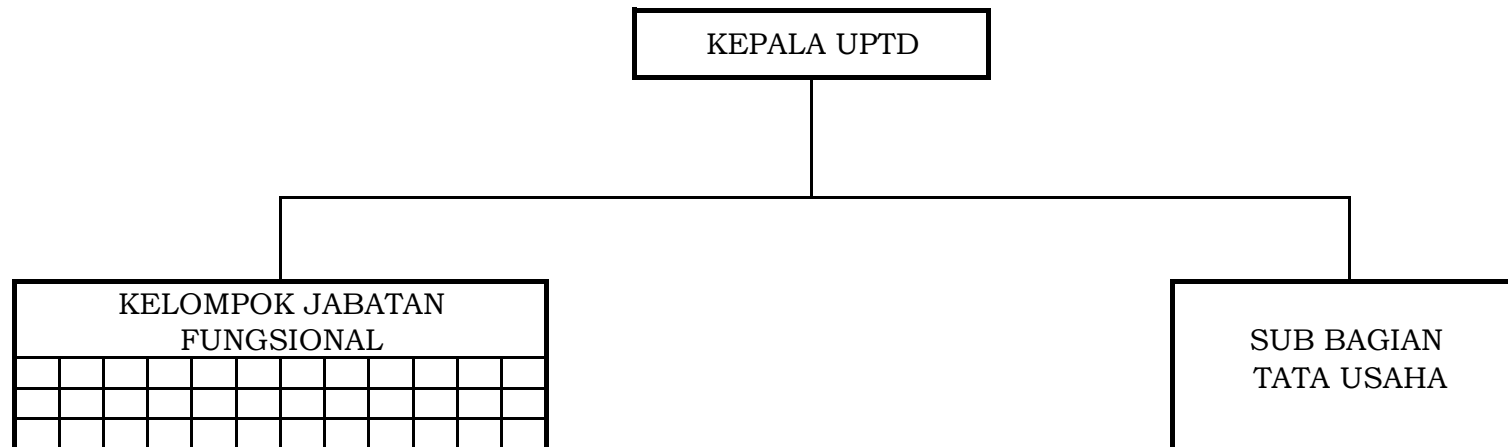 KEPALA UPTD
KELOMPOK JABATAN
FUNGSIONAL
SUB BAGIAN
TATA USAHA